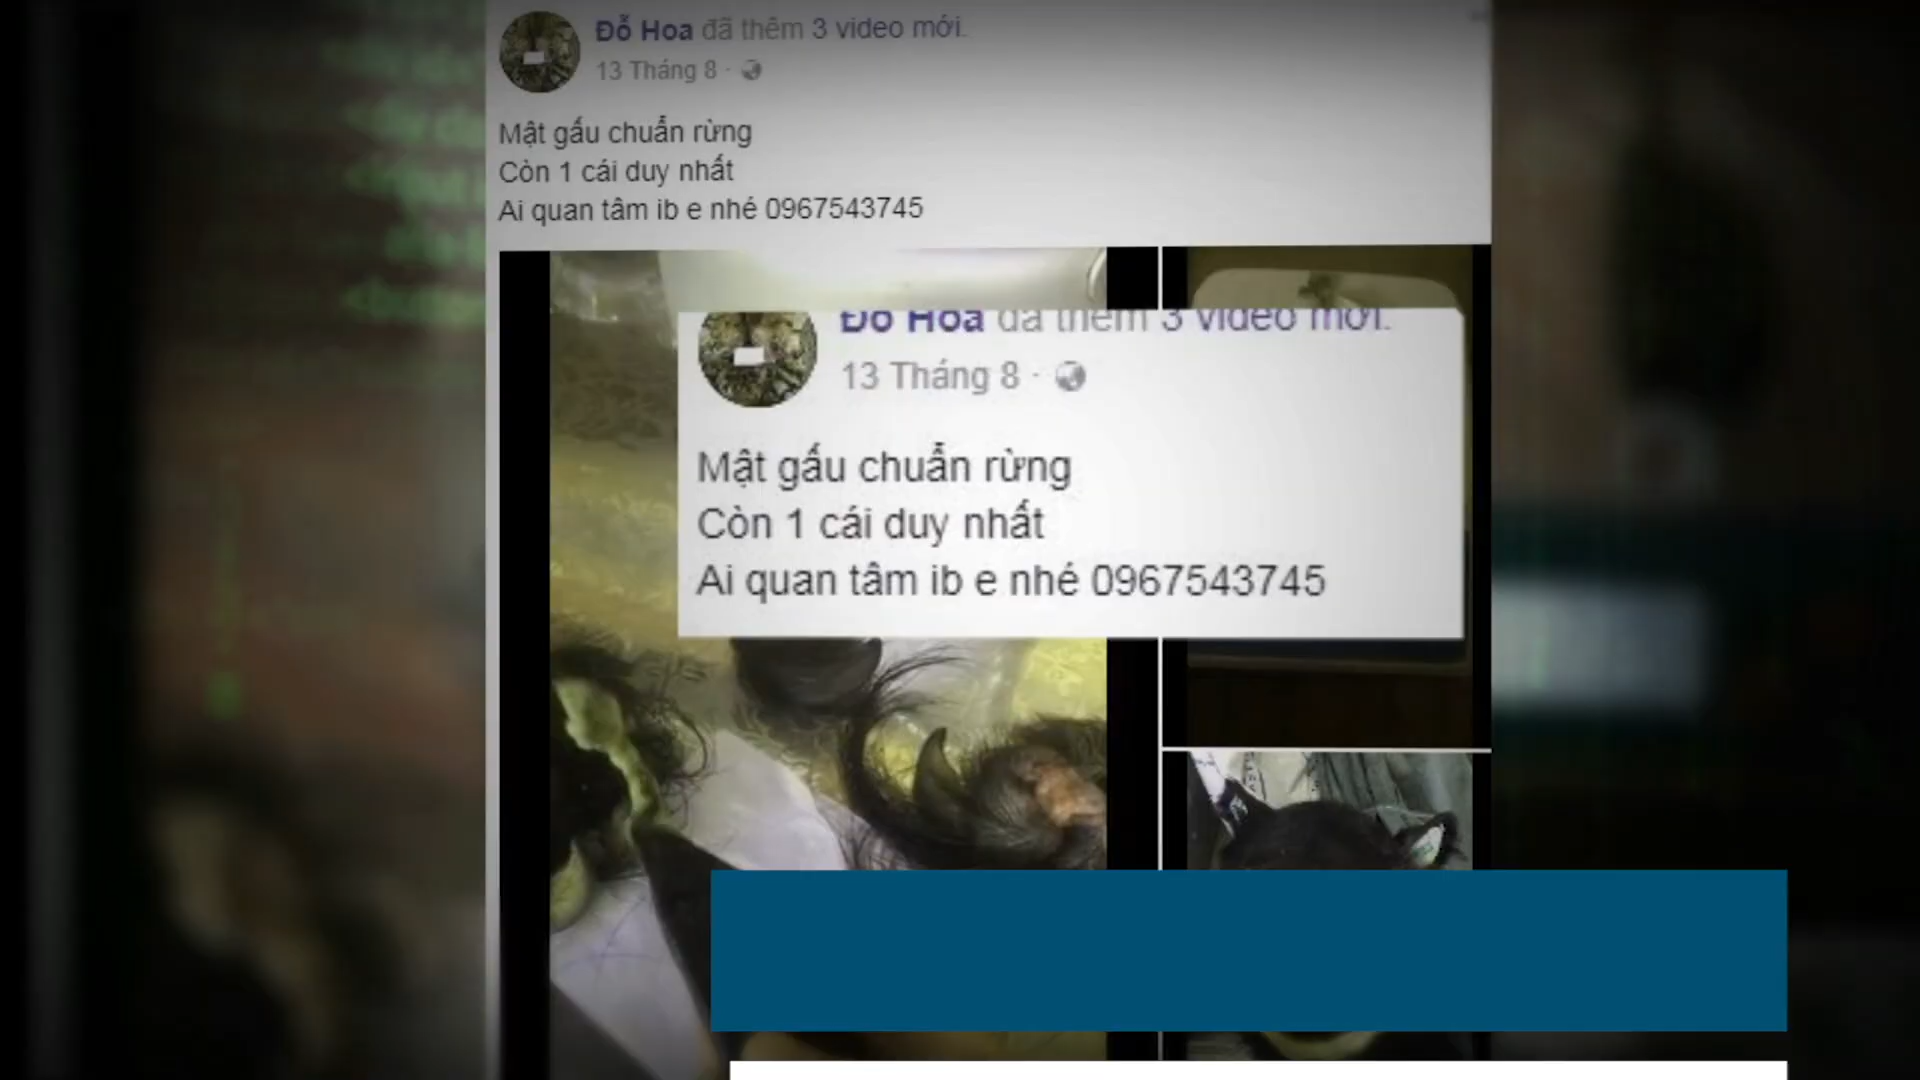 Đỗ Hoa đã thêm 3 video mới.
13 Tháng 8 ·
Mật gấu chuẩn rừng
Còn 1 cái duy nhất
Ai quan tâm ib e nhé 0967543745
Đỗ Hoa đã thêm 3 video mới.
13 Tháng 8 ·
Mật gấu chuẩn rừng
Còn 1 cái duy nhất
Ai quan tâm ib e nhé 0967543745